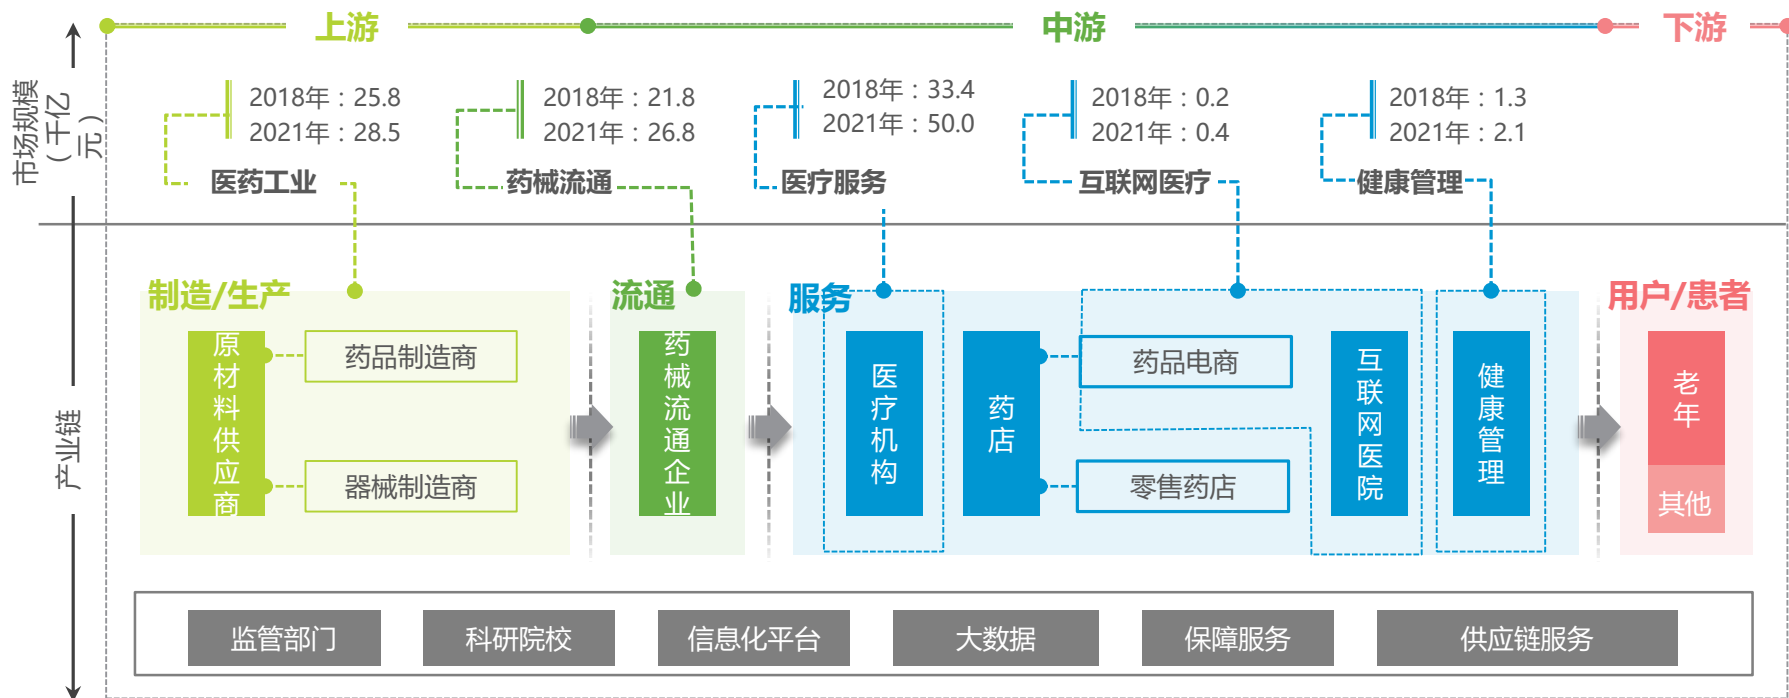 上游
中游
下游
市场规模
（千亿元）
2018年：25.8
2021年：28.5
2018年：21.8
2021年：26.8
2018年：33.4
2021年：50.0
2018年：0.2
2021年：0.4
2018年：1.3
2021年：2.1
医药工业
药械流通
医疗服务
互联网医疗
健康管理
产业链
制造/生产
流通
服务
用户/患者
原材料供应商
药品制造商
器械制造商
药械流通企业
医疗机构
药店
药品电商
零售药店
互联网医院
健康管理
老年
其他
监管部门
科研院校
信息化平台
大数据
保障服务
供应链服务